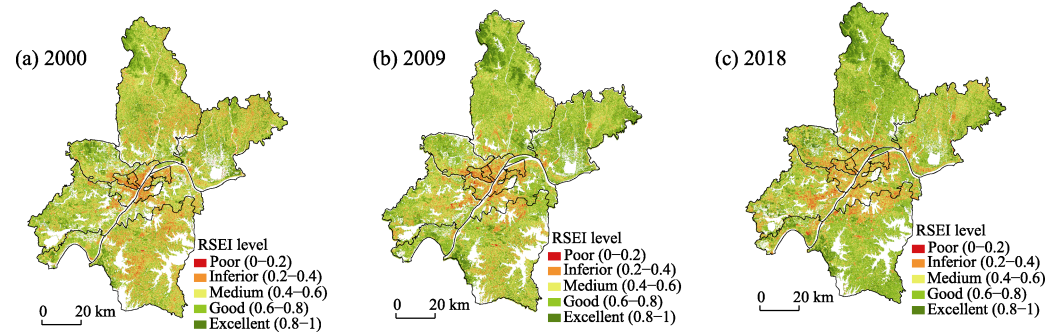 (a) 2000
RSEI level
Poor (0–0.2)
Inferior (0.2–0.4)
Medium (0.4–0.6)
Good (0.6–0.8)
Excellent (0.8–1)
0 20 km
(b) 2009
RSEI level
Poor (0–0.2)
Inferior (0.2–0.4)
Medium (0.4–0.6)
Good (0.6–0.8)
Excellent (0.8–1)
0 20 km
(c) 2018
RSEI level
Poor (0–0.2)
Inferior (0.2–0.4)
Medium (0.4–0.6)
Good (0.6–0.8)
Excellent (0.8–1)
0 20 km